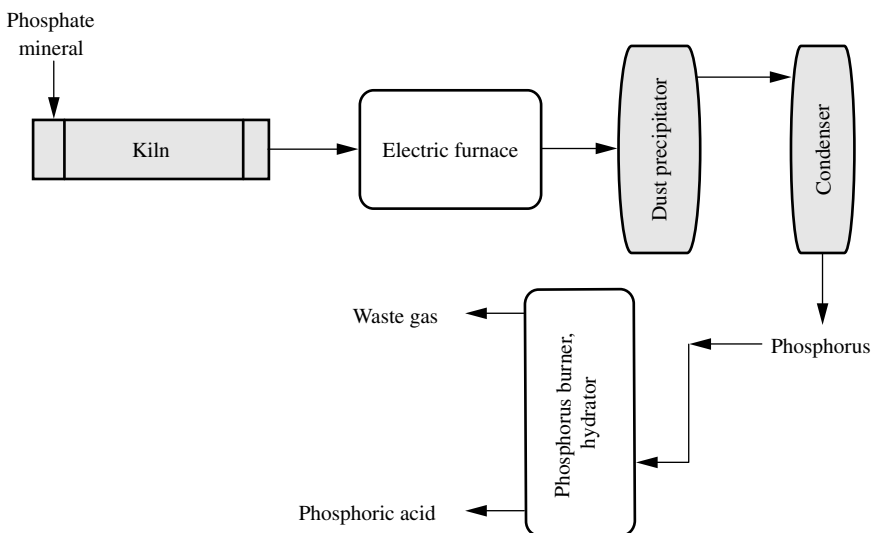 Phosphate
mineral
Kiln
Electric furnace
Dust precipitator
Condenser
Phosphorus
Phosphorus burner,
hydrator
Waste gas
Phosphoric acid